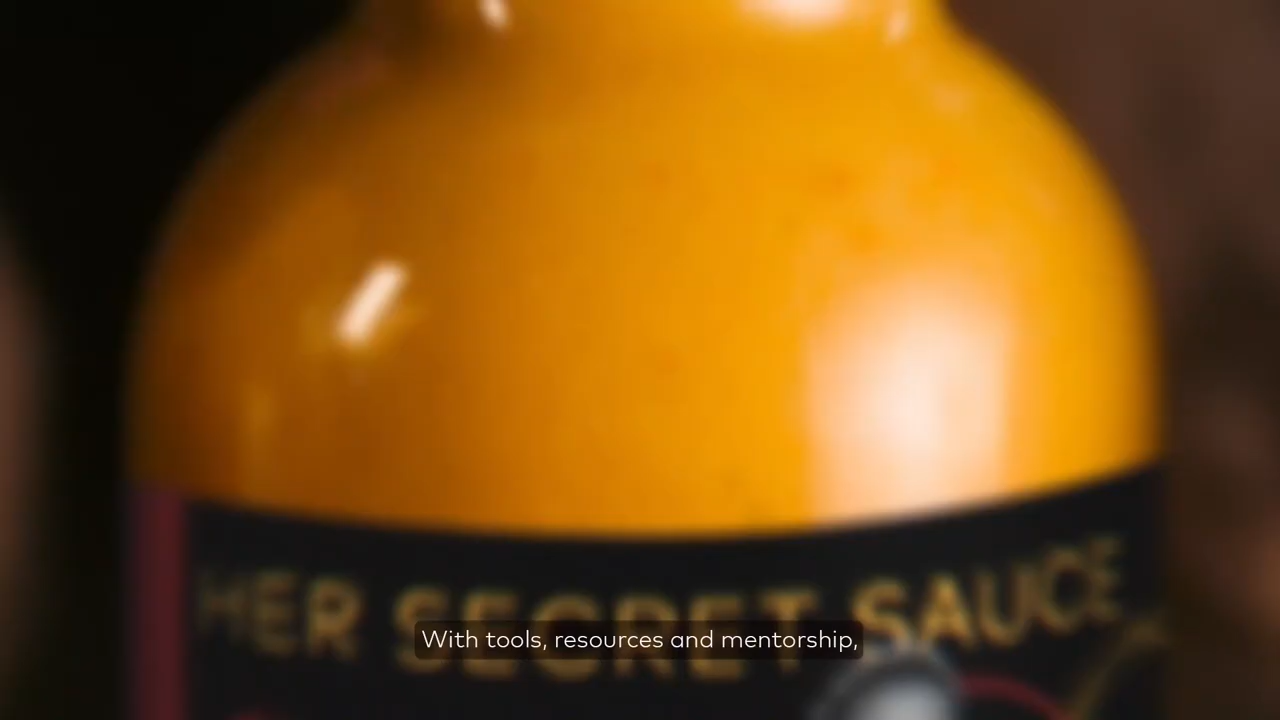 HER SECRET SAUCE
With tools, resources and mentorship,